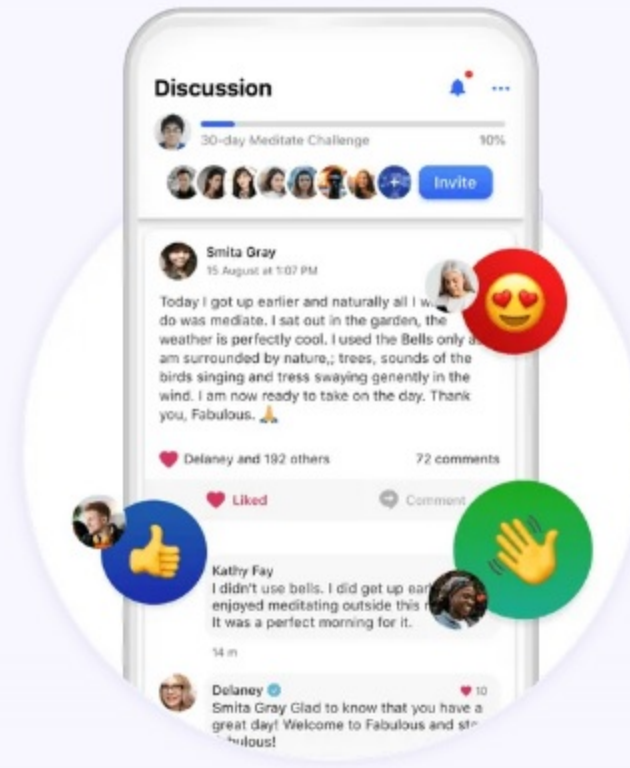 Discussion
30-day Meditate Challenge 10%
Invite
Smita Gray
15 August at 1:07 PM
Today I got up earlier and naturally all I
do was mediate. I sat out in the garden, the
weather is perfectly cool. I used the Bells only
am surrounded by nature,; trees, sounds of the
birds singing and tress swaying genently in the
wind. I am now ready to take on the day. Thank
you, Fabulous. 🙏
Delaney and 192 others 72 comments
Liked Comment
Kathy Fay
I didn't use bells. I did get up
enjoyed meditating outside this
It was a perfect morning for it.
14 m
Delaney 10
Smita Gray Glad to know that you have a
great day! Welcome to Fabulous and